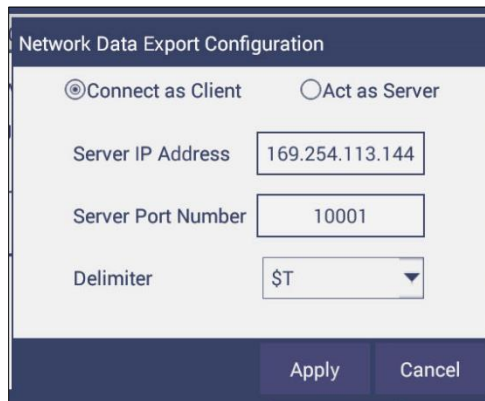 Network Data Export Configuration
Connect as Client Act as Server
Server IP Address 169.254.113.144
Server Port Number 10001
Delimiter $T
Apply Cancel